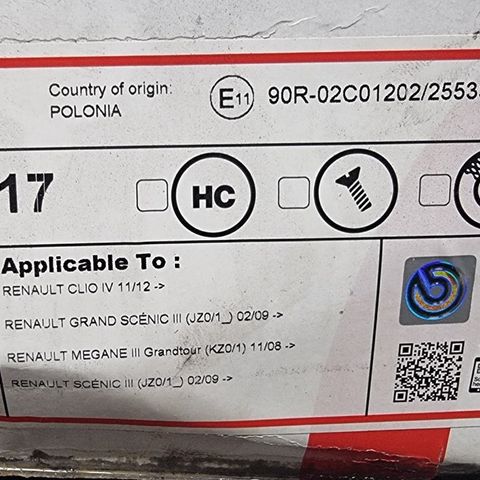 Country of origin:
POLONIA
E11 90R-02C01202/2553
17
HC
Applicable To :
RENAULT CLIO IV 11/12 ->
RENAULT GRAND SCÉNIC III (JZ0/1_) 02/09 ->
RENAULT MEGANE III Grandtour (KZ0/1) 11/08 ->
RENAULT SCÉNIC III (JZ0/1_) 02/09 ->